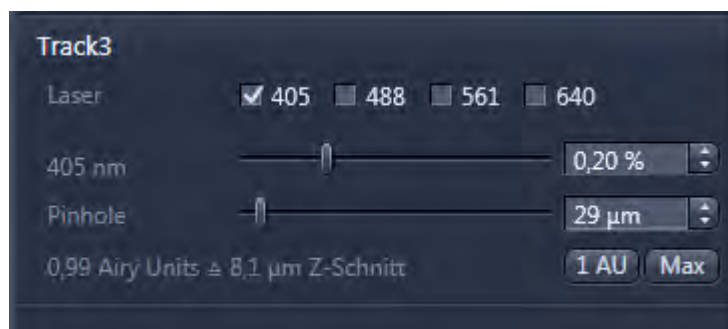 Track3
Laser 405 488 561 640
405 nm 0,20 %
Pinhole 29 µm
0,99 Airy Units ≙ 8,1 µm Z-Schnitt 1 AU Max